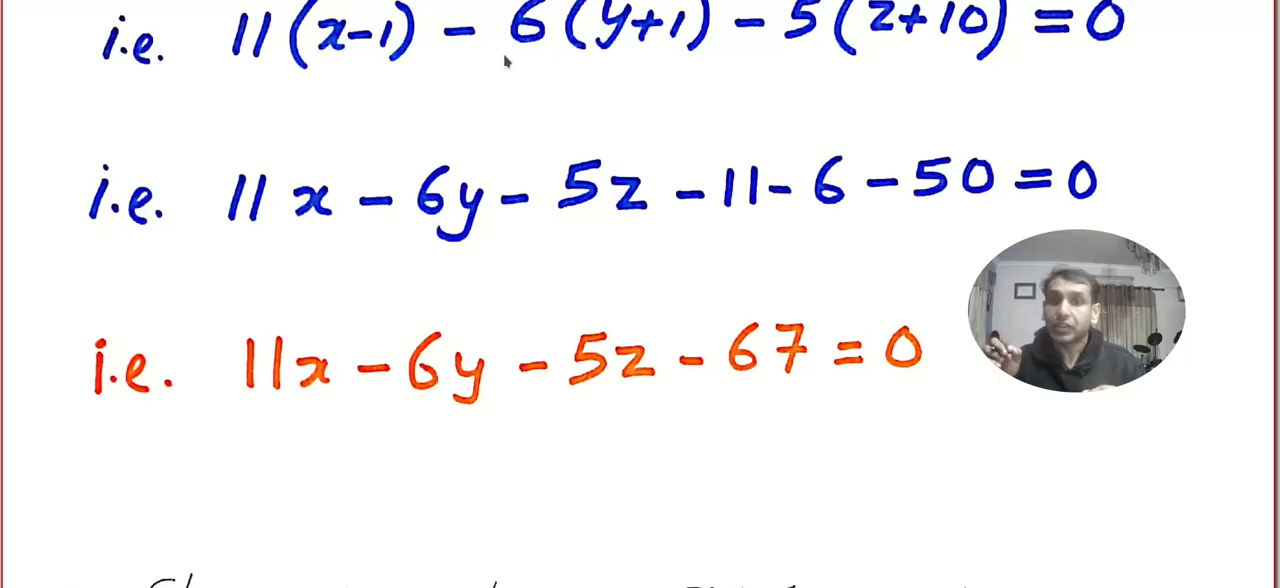 i.e. 11(x-1) - 6(y+1) - 5(z+10) = 0
i.e. 11x - 6y - 5z - 11 - 6 - 50 = 0
i.e. 11x - 6y - 5z - 67 = 0